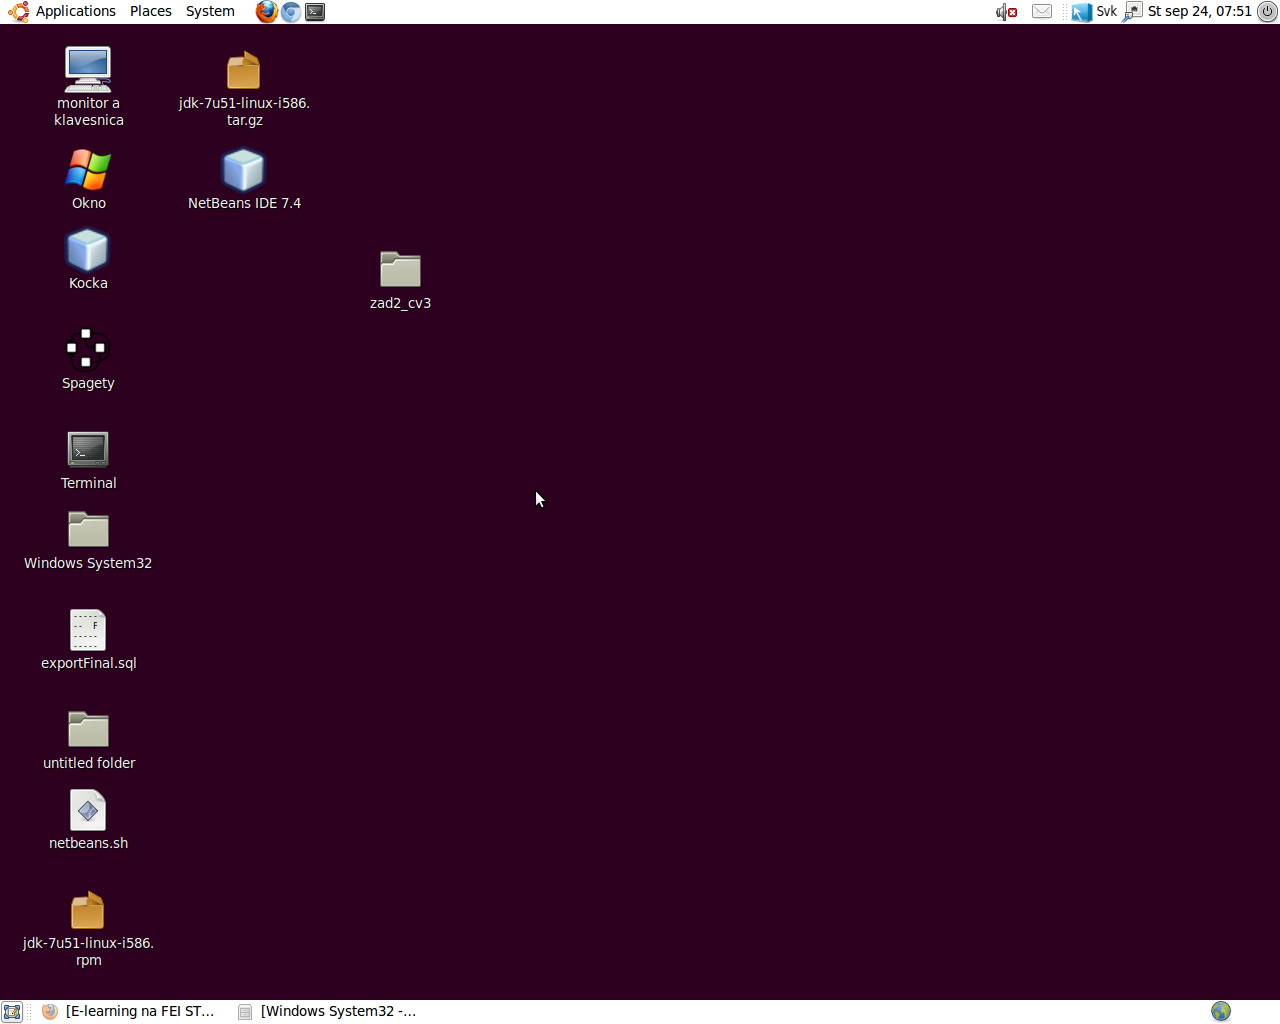 Applications Places System
Svk
St sep 24, 07:51
monitor a
klavesnica
jdk-7u51-linux-i586.
tar.gz
Okno
NetBeans IDE 7.4
Kocka
zad2_cv3
Spagety
Terminal
Windows System32
exportFinal.sql
untitled folder
netbeans.sh
jdk-7u51-linux-i586.
rpm
[E-learning na FEI ST...
[Windows System32 -...